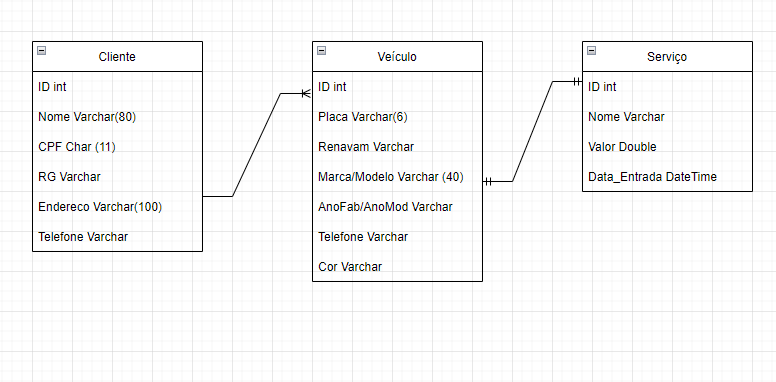 Cliente
ID int
Nome Varchar(80)
CPF Char (11)
RG Varchar
Endereco Varchar(100)
Telefone Varchar
Veículo
ID int
Placa Varchar(6)
Renavam Varchar
Marca/Modelo Varchar (40)
AnoFab/AnoMod Varchar
Telefone Varchar
Cor Varchar
Serviço
ID int
Nome Varchar
Valor Double
Data_Entrada DateTime